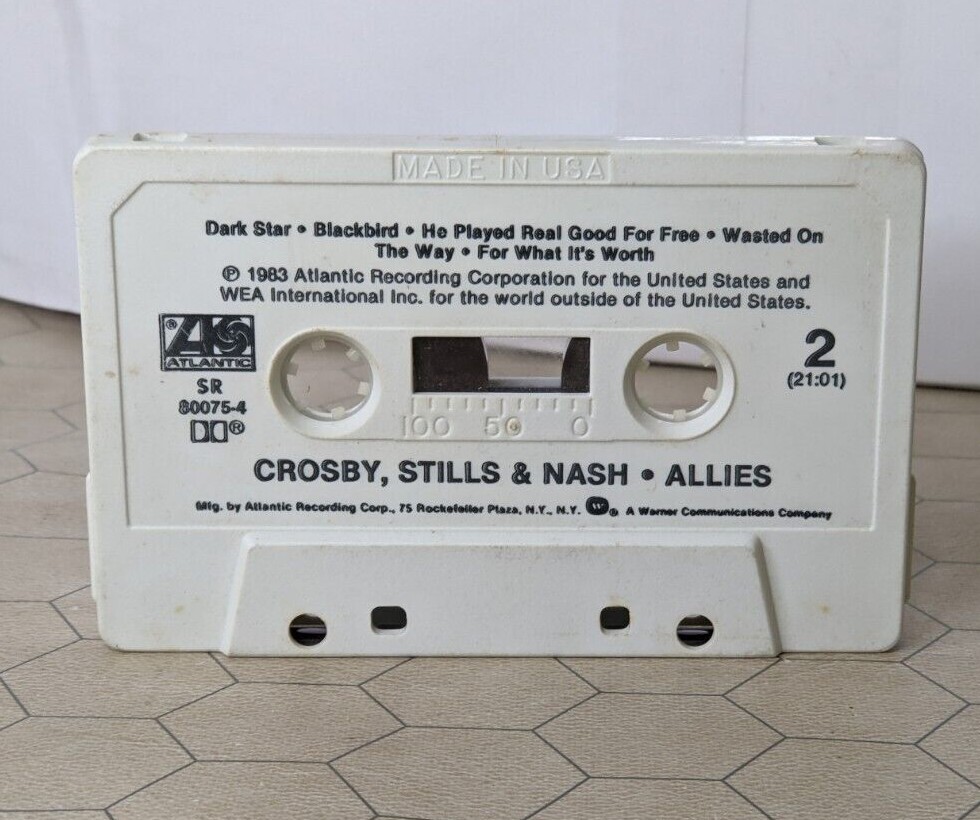 MADE IN USA
Dark Star • Blackbird • He Played Real Good For Free • Wasted On
The Way • For What It's Worth
℗ 1983 Atlantic Recording Corporation for the United States and
WEA International Inc. for the world outside of the United States.
® ATLANTIC
SR
80075-4
®
2
(21:01)
100 50 0
CROSBY, STILLS & NASH • ALLIES
Mfg. by Atlantic Recording Corp., 75 Rockefeller Plaza, N.Y., N.Y. ® A Warner Communications Company